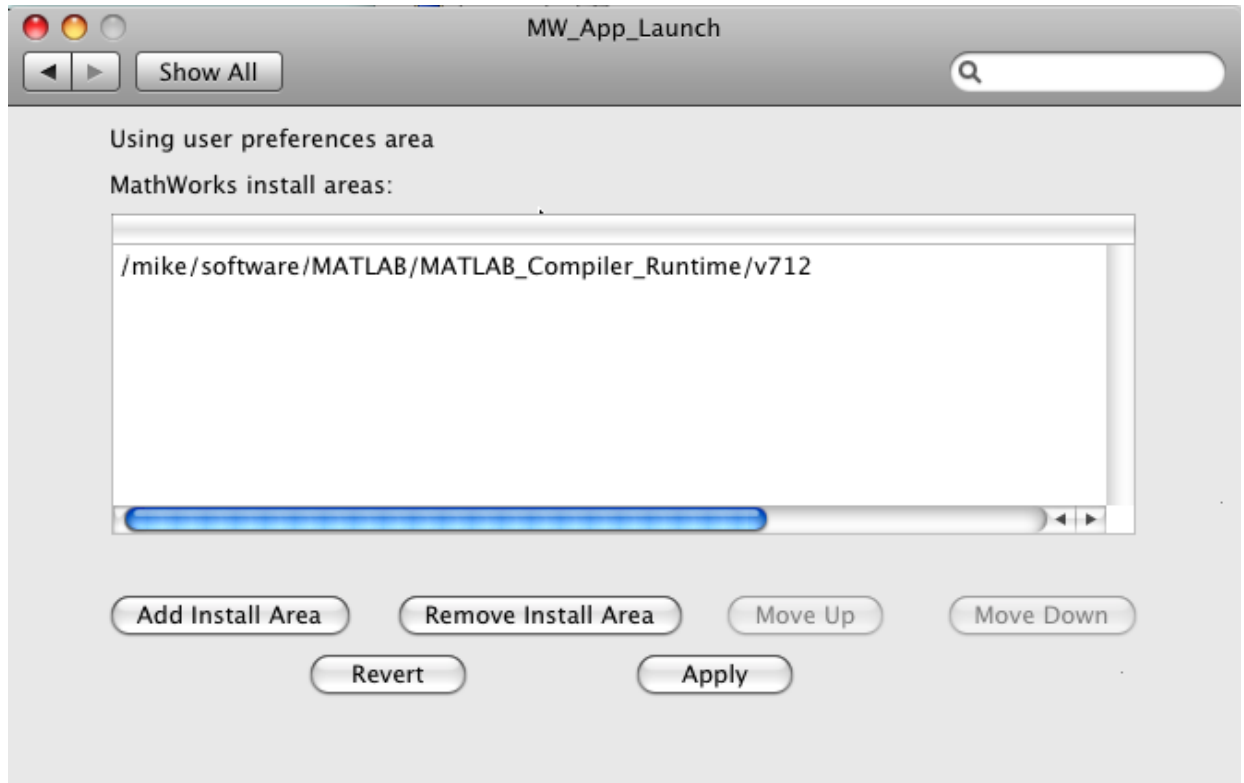 MW_App_Launch
Show All
Using user preferences area
MathWorks install areas:
/mike/software/MATLAB/MATLAB_Compiler_Runtime/v712
Add Install Area Remove Install Area Move Up Move Down
Revert Apply